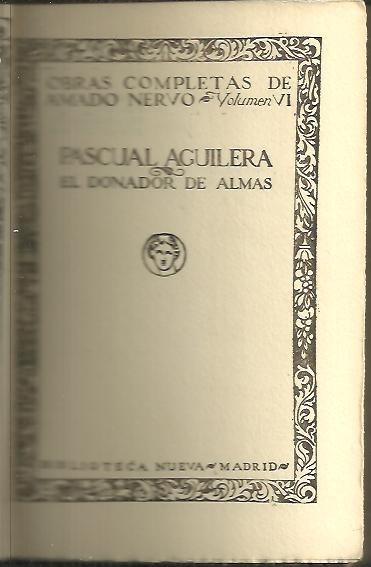 OBRAS COMPLETAS DE
AMADO NERVO Volumen VI
PASCUAL AGUILERA
EL DONADOR DE ALMAS
BIBLIOTECA NUEVA MADRID